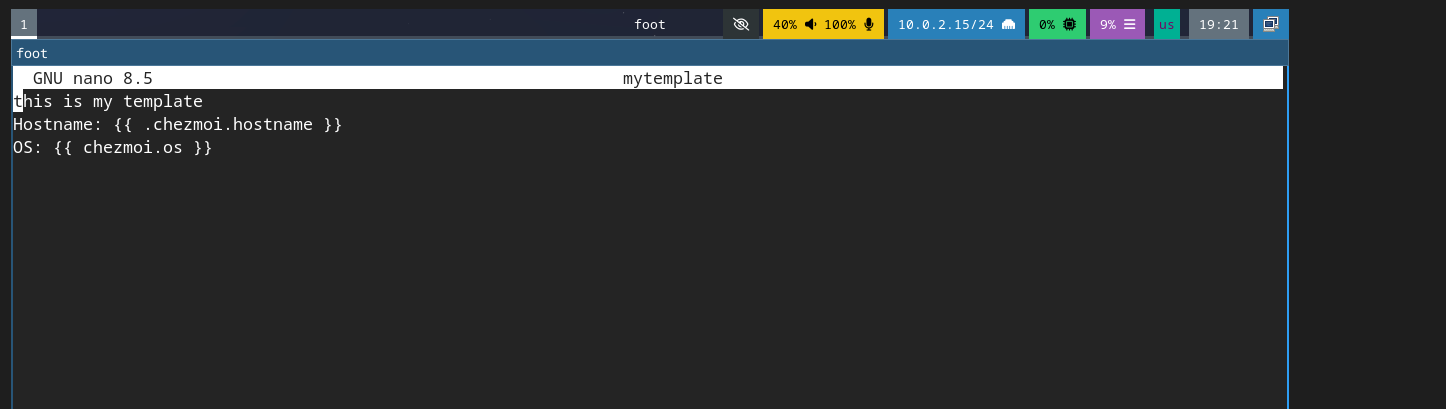 1 foot 40% 100% 10.0.2.15/24 0% 9% us 19:21
foot
GNU nano 8.5 mytemplate
this is my template
Hostname: {{ .chezmoi.hostname }}
OS: {{ chezmoi.os }}